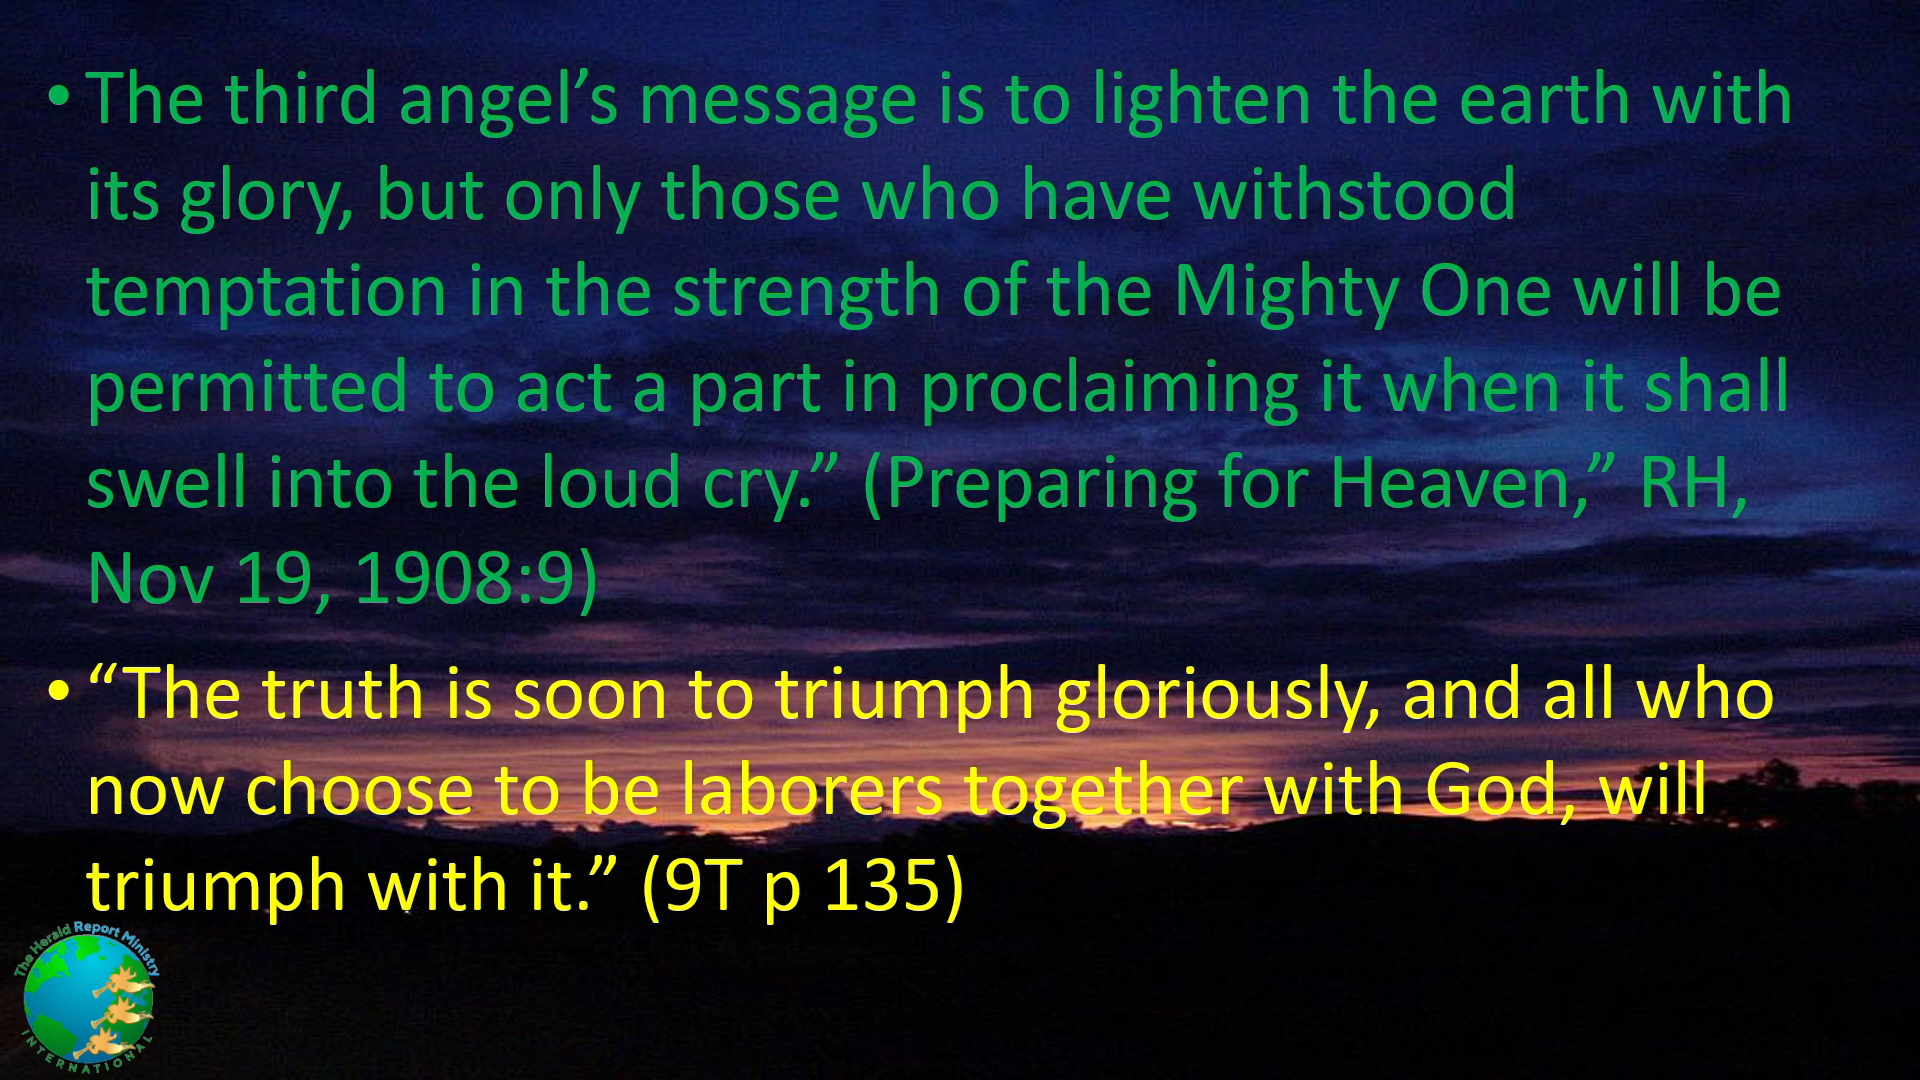 • The third angel’s message is to lighten the earth with
its glory, but only those who have withstood
temptation in the strength of the Mighty One will be
permitted to act a part in proclaiming it when it shall
swell into the loud cry.” (Preparing for Heaven,” RH,
Nov 19, 1908:9)
• “The truth is soon to triumph gloriously, and all who
now choose to be laborers together with God, will
triumph with it.” (9T p 135)
The Herald Report Ministry
INTERNATIONAL